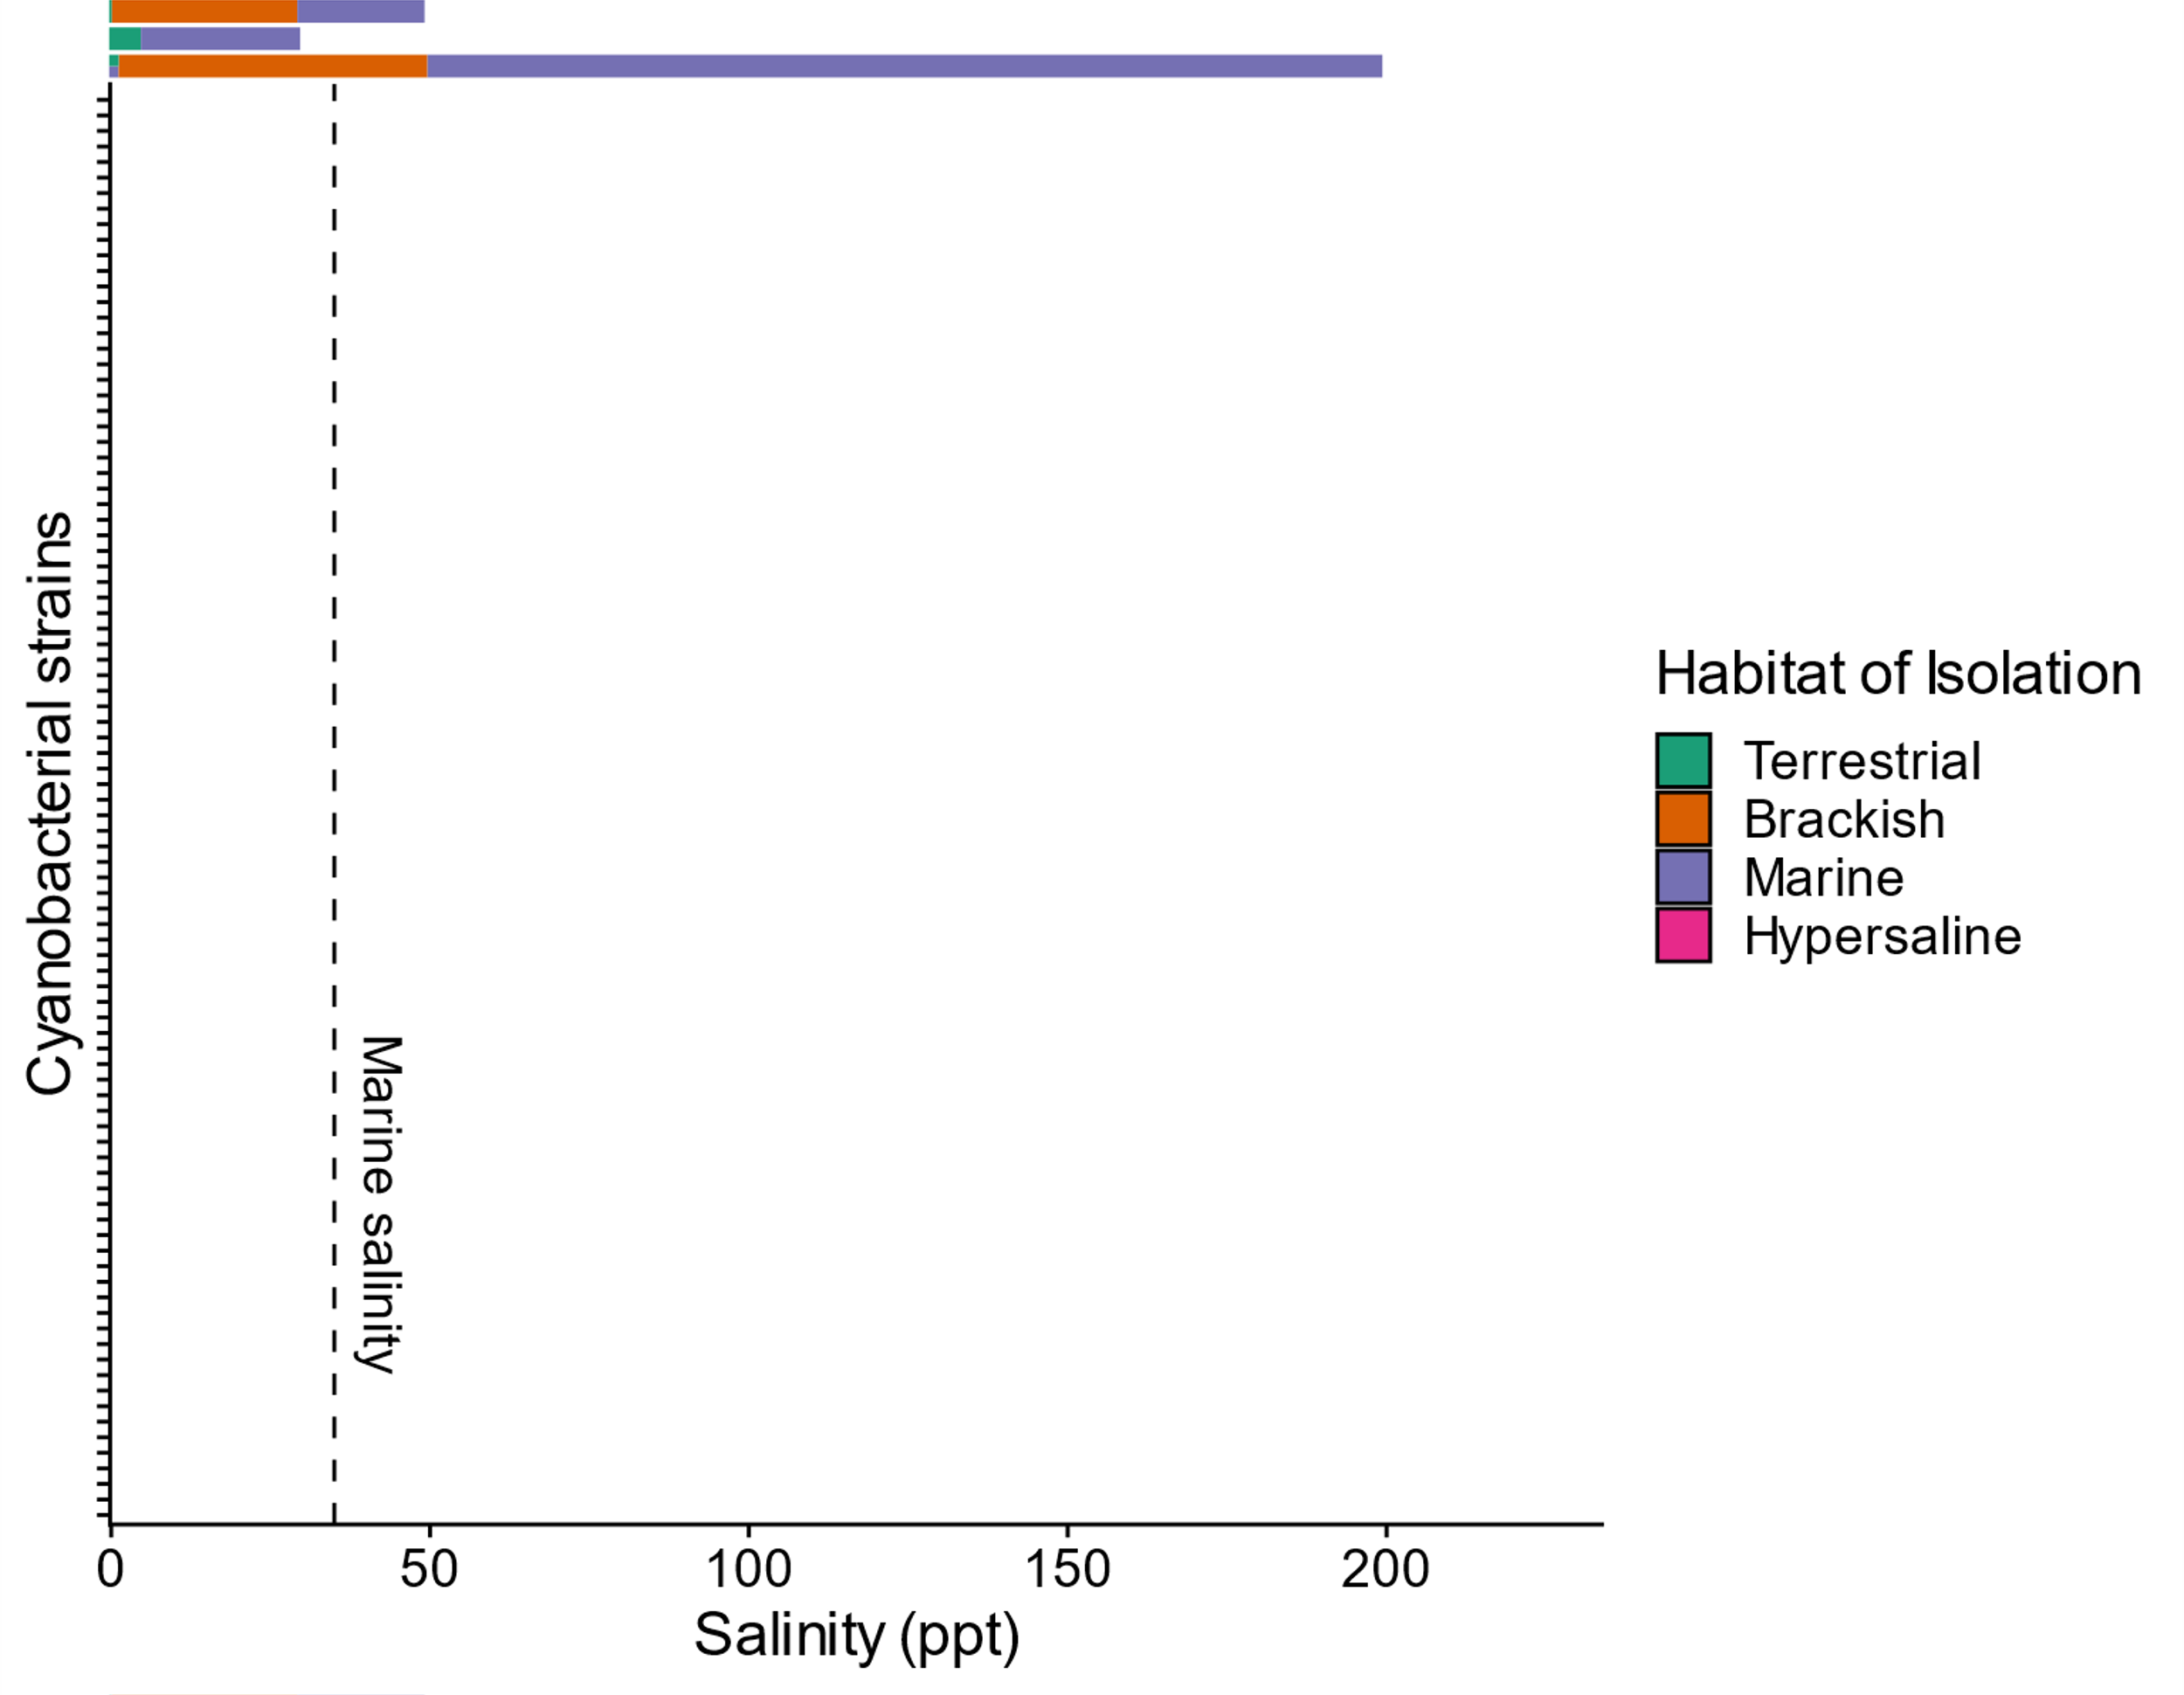 Cyanobacterial strains
Marine salinity
0 50 100 150 200
Salinity (ppt)
Habitat of Isolation
Terrestrial
Brackish
Marine
Hypersaline